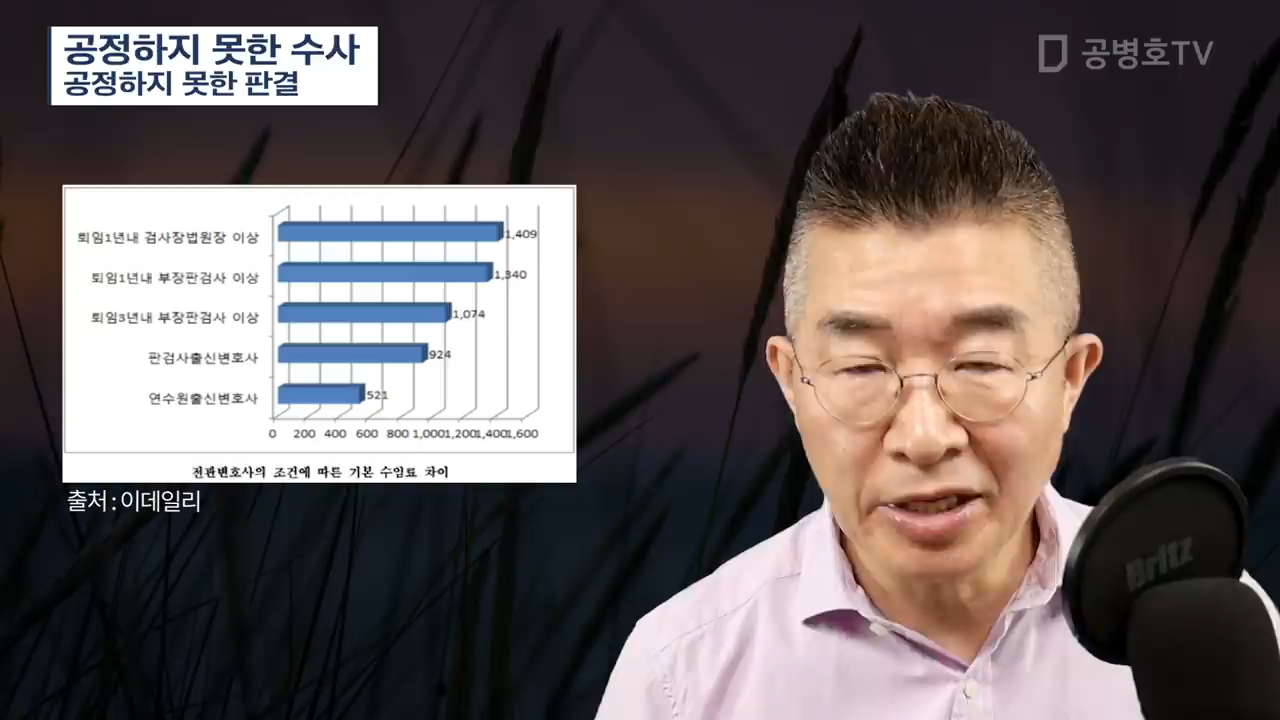 공정하지 못한 수사
공정하지 못한 판결
공병호TV
퇴임1년내 검사장법원장 이상
1,409
퇴임1년내 부장판검사 이상
1,340
퇴임3년내 부장판검사 이상
1,074
판검사출신변호사
924
연수원출신변호사
521
0 200 400 600 800 1,000 1,200 1,400 1,600
전관변호사의 조건에 따른 기본 수임료 차이
출처 : 이데일리
Britz